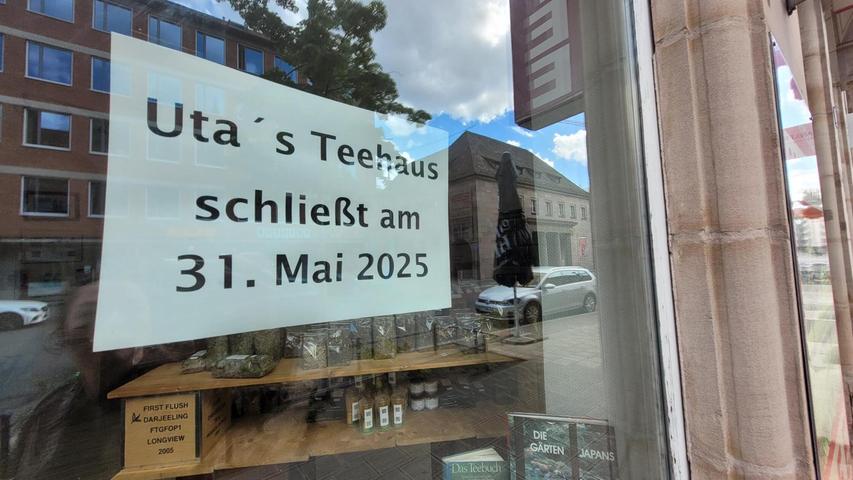 Uta´s Teehaus
schließt am
31. Mai 2025
FIRST FLUSH
DARJEELING
FTGFOP1
LONGVIEW
2005
DIE
GÄRTEN JAPANS
Das Teebuch